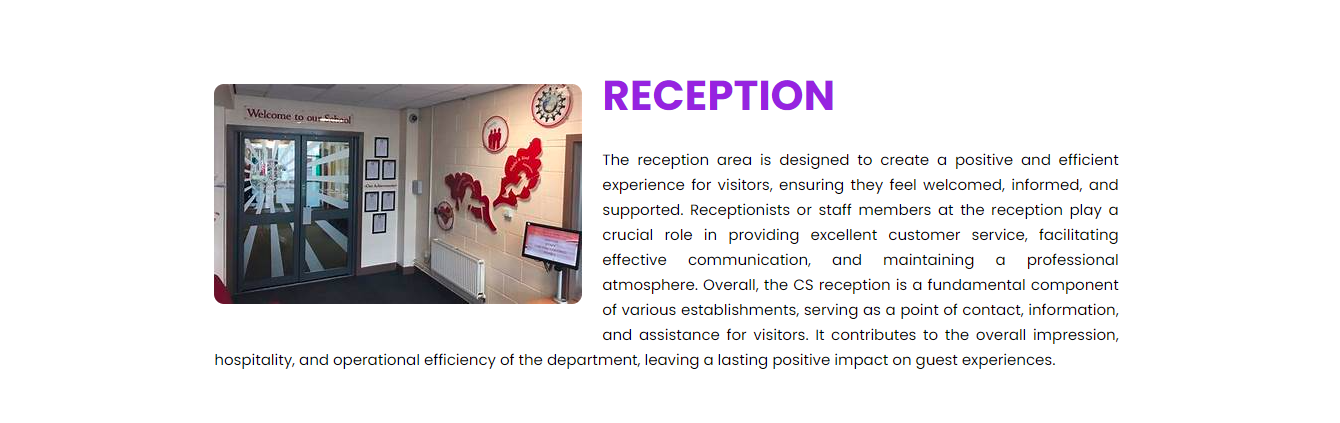 Welcome to our School
RECEPTION
The reception area is designed to create a positive and efficient
experience for visitors, ensuring they feel welcomed, informed, and
supported. Receptionists or staff members at the reception play a
crucial role in providing excellent customer service, facilitating
effective communication, and maintaining a professional
atmosphere. Overall, the CS reception is a fundamental component
of various establishments, serving as a point of contact, information,
and assistance for visitors. It contributes to the overall impression,
hospitality, and operational efficiency of the department, leaving a lasting positive impact on guest experiences.